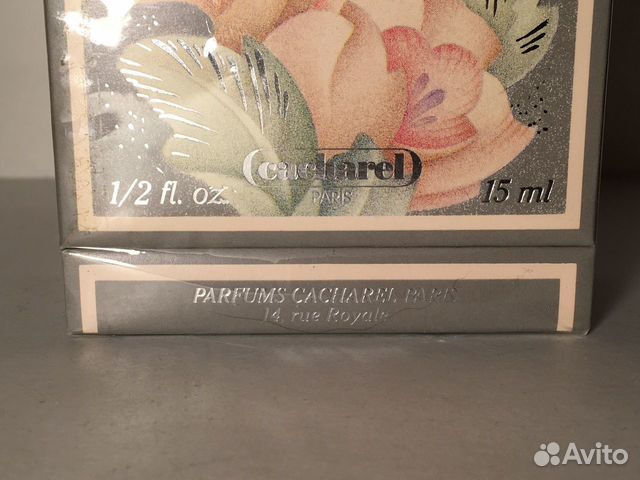 (cacharel)
PARIS
1/2 fl. oz. 15 ml
PARFUMS CACHAREL PARIS
14, rue Royale
Avito